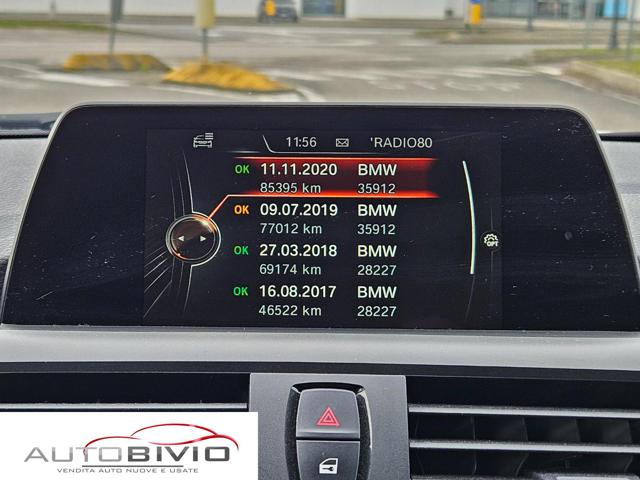 11:56 'RADIO80
OK 11.11.2020 BMW
85395 km 35912
OK 09.07.2019 BMW
77012 km 35912
OK 27.03.2018 BMW
69174 km 28227
OK 16.08.2017 BMW
46522 km 28227
OPT
AUTOBIVIO
VENDITA AUTO NUOVE E USATE